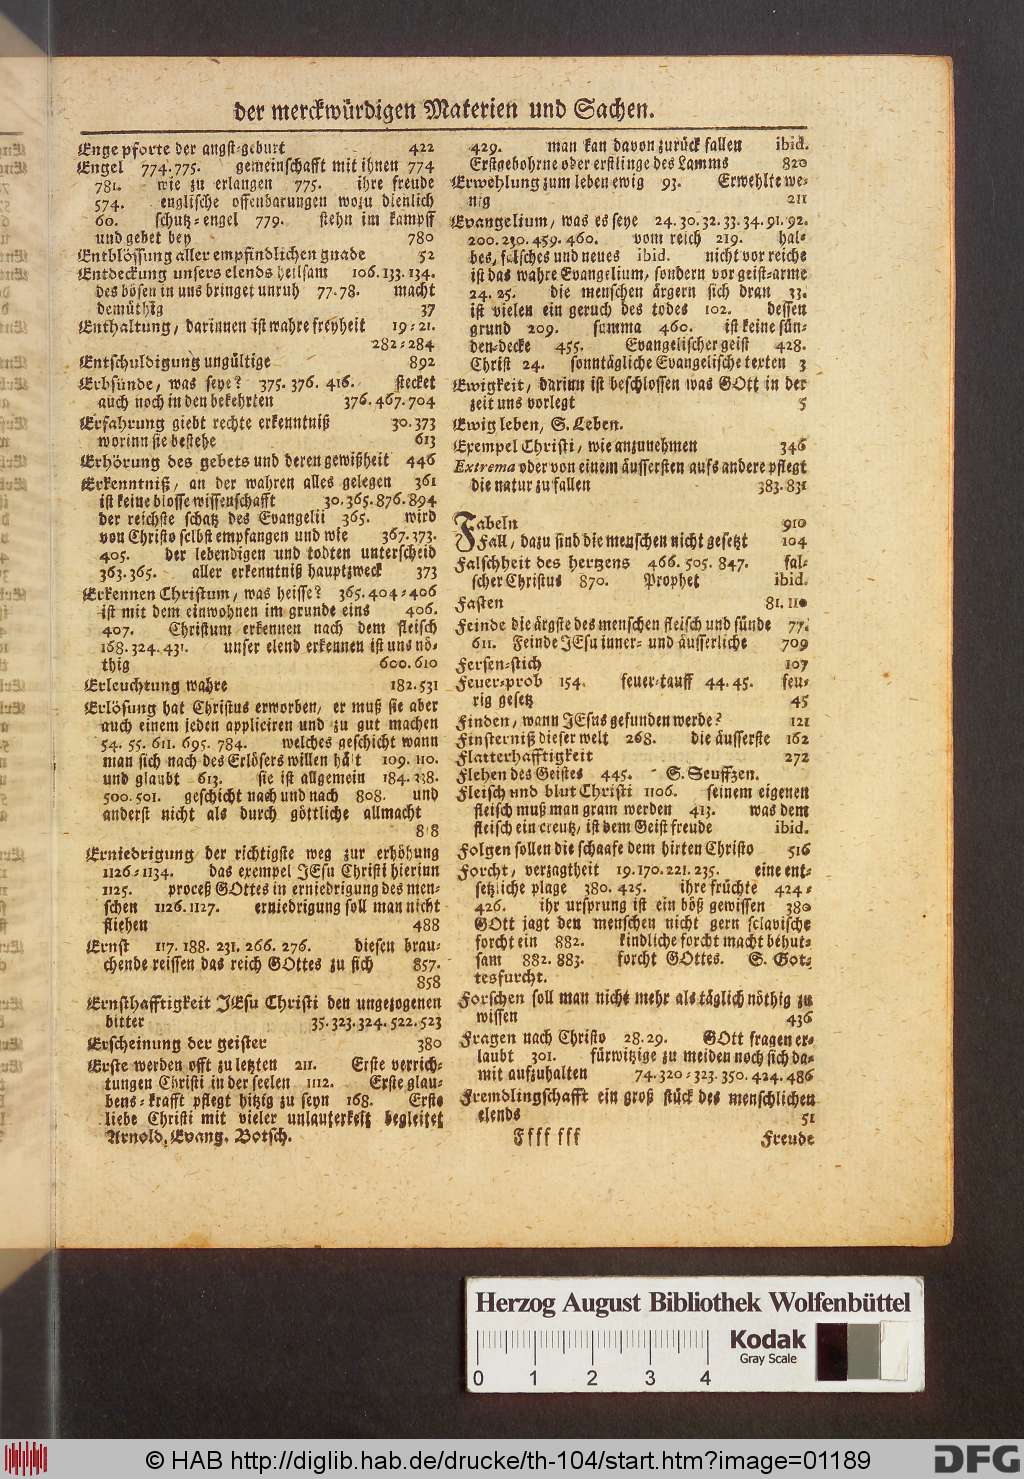 der merckwürdigen Materien und Sachen.
Enge pforte der angst-geburt 422
Engel 774. 775. gemeinschafft mit ihnen 774
781. wie zu erlangen 775. ihre freude
574. englische offenbarungen wozu dienlich
60. schutz-engel 779. stehn im kampff
und gebet bey 780
Entblössung aller empfindlichen gnade 52
Entdeckung unsers elends heilsam 106. 133. 134.
des bösen in uns bringet unruh 77. 78. macht
demüthig 37
Enthaltung, darinnen ist wahre freyheit 19-21.
282-284
Entschuldigung ungültige 892
Erbsünde, was seye? 375. 376. 416. stecket
auch noch in den bekehrten 376. 467. 704
Erfahrung giebt rechte erkenntniß 30. 373
worinn sie bestehe 613
Erhörung des gebets und deren gewißheit 446
Erkenntniß, an der wahren alles gelegen 361
ist keine blosse wissenschafft 30. 365. 876. 894
der reichste schatz des Evangelii 365. wird
von Christo selbst empfangen und wie 367. 373.
405. der lebendigen und todten unterscheid
363. 365. aller erkenntniß hauptzweck 373
Erkennen Christum, was heisse? 365. 404-406
ist mit dem einwohnen im grunde eins 406.
407. Christum erkennen nach dem fleisch
168. 324. 431. unser elend erkennen ist uns nö-
thig 600. 610
Erleuchtung wahre 182. 531
Erlösung hat Christus erworben, er muß sie aber
auch einem jeden appliciren und zu gut machen
54. 55. 611. 695. 784. welches geschicht wann
man sich nach des Erlösers willen hält 109. 110.
und glaubt 613. sie ist allgemein 184. 238.
500. 501. geschicht nach und nach 808. und
anderst nicht als durch göttliche allmacht
818
Erniedrigung der richtigste weg zur erhöhung
1126-1134. das exempel JEsu Christi hierinn
1125. proceß GOttes in erniedrigung des men-
schen 1126. 1127. erniedrigung soll man nicht
fliehen 488
Ernst 117. 188. 231. 266. 276. diesen brau-
chende reissen das reich GOttes zu sich 857.
858
Ernsthafftigkeit JEsu Christi den ungezogenen
bitter 35. 323. 324. 522. 523
Erscheinung der geister 380
Erste werden offt zu letzten 211. Erste verrich-
tungen Christi in der seelen 1112. Erste glau-
bens-krafft pflegt hitzig zu seyn 168. Erste
liebe Christi mit vieler unlauterkeit begleitet
Arnold, Evang. Botsch.
429. man kan davon zurück fallen ibid.
Erstgebohrne oder erstlinge des Lamms 820
Erwehlung zum leben ewig 93. Erwehlte we-
nig 211
Evangelium, was es seye 24. 30. 32. 33. 34. 91. 92.
200. 230. 459. 460. vom reich 219. hal-
bes, falsches und neues ibid. nicht vor reiche
ist das wahre Evangelium, sondern vor geist-arme
24. 25. die menschen ärgern sich dran 33.
ist vielen ein geruch des todes 102. dessen
grund 209. summa 460. ist keine sün-
den-decke 455. Evangelischer geist 428.
Christ 24. sonntägliche Evangelische texten 3
Ewigkeit, darinn ist beschlossen was GOtt in der
zeit uns vorlegt 5
Ewig leben, S. Leben.
Exempel Christi, wie anzunehmen 346
Extrema oder von einem äussersten aufs andere pflegt
die natur zu fallen 383. 831
Fabeln 910
Fall, dazu sind die menschen nicht gesetzt 104
Falschheit des hertzens 466. 505. 847. fal-
scher Christus 870. Prophet ibid.
Fasten 81. 110
Feinde die ärgste des menschen fleisch und sünde 77.
611. Feinde JEsu inner- und äusserliche 709
Fersen-stich 107
Feuer-prob 154. feuer-tauff 44. 45. feu-
rig gesetz 45
Finden, wann JEsus gefunden werde? 121
Finsterniß dieser welt 268. die äusserste 162
Flatterhafftigkeit 272
Flehen des Geistes 445. S. Seuffzen.
Fleisch und blut Christi 1106. seinem eigenen
fleisch muß man gram werden 413. was dem
fleisch ein creutz, ist dem Geist freude ibid.
Folgen sollen die schaafe dem hirten Christo 516
Forcht, verzagtheit 19. 170. 221. 235. eine ent-
setzliche plage 380. 425. ihre früchte 424-
426. ihr ursprung ist ein böß gewissen 380
GOtt jagt den menschen nicht gern sclavische
forcht ein 882. kindliche forcht macht behut-
sam 882. 883. forcht GOttes. S. Got-
tesfurcht.
Forschen soll man nicht mehr als täglich nöthig zu
wissen 436
Fragen nach Christo 28. 29. GOtt fragen er-
laubt 301. fürwitzige zu meiden noch sich da-
mit aufzuhalten 74. 320-323. 350. 424. 486
Fremdlingschafft ein groß stück des menschlichen
elends 51
Ffff fff Freude
Herzog August Bibliothek Wolfenbüttel
Kodak
Gray Scale
0 1 2 3 4
© HAB http://diglib.hab.de/drucke/th-104/start.htm?image=01189
DFG